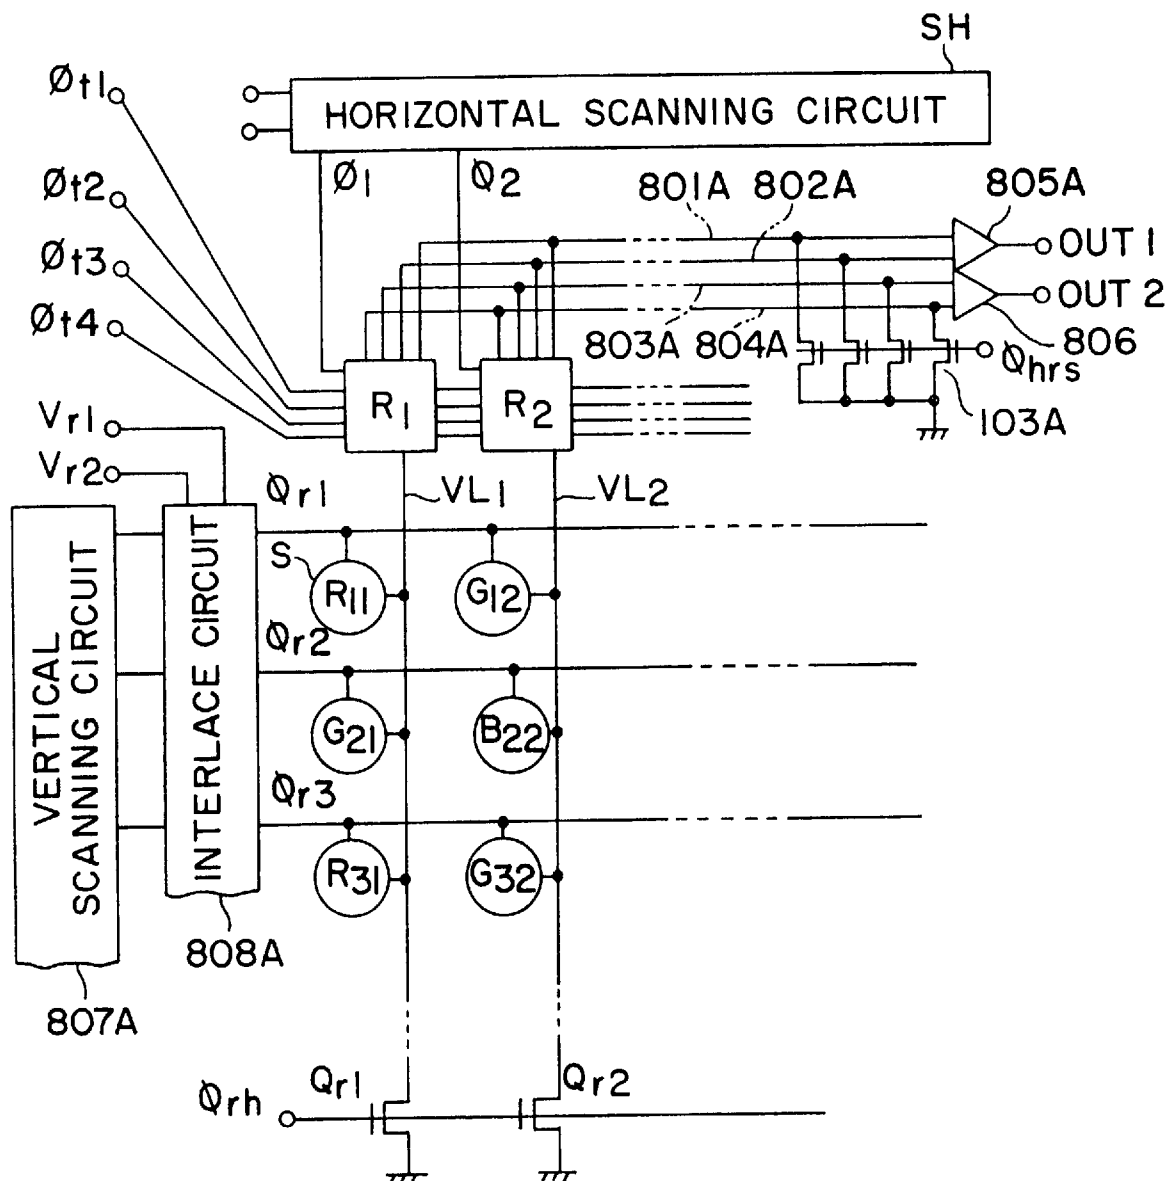 SH
Øt1
HORIZONTAL SCANNING CIRCUIT
Øt2
Ø1
Ø2
801A
802A
805A
OUT 1
Øt3
OUT 2
Øt4
803A
804A
806
Øhrs
R1
R2
103A
Vr1
Vr2
Ør1
VL1
VL2
S
R11
G12
Ør2
G21
B22
Ør3
R31
G32
VERTICAL
SCANNING CIRCUIT
INTERLACE CIRCUIT
808A
807A
Qr1
Qr2
Ørh